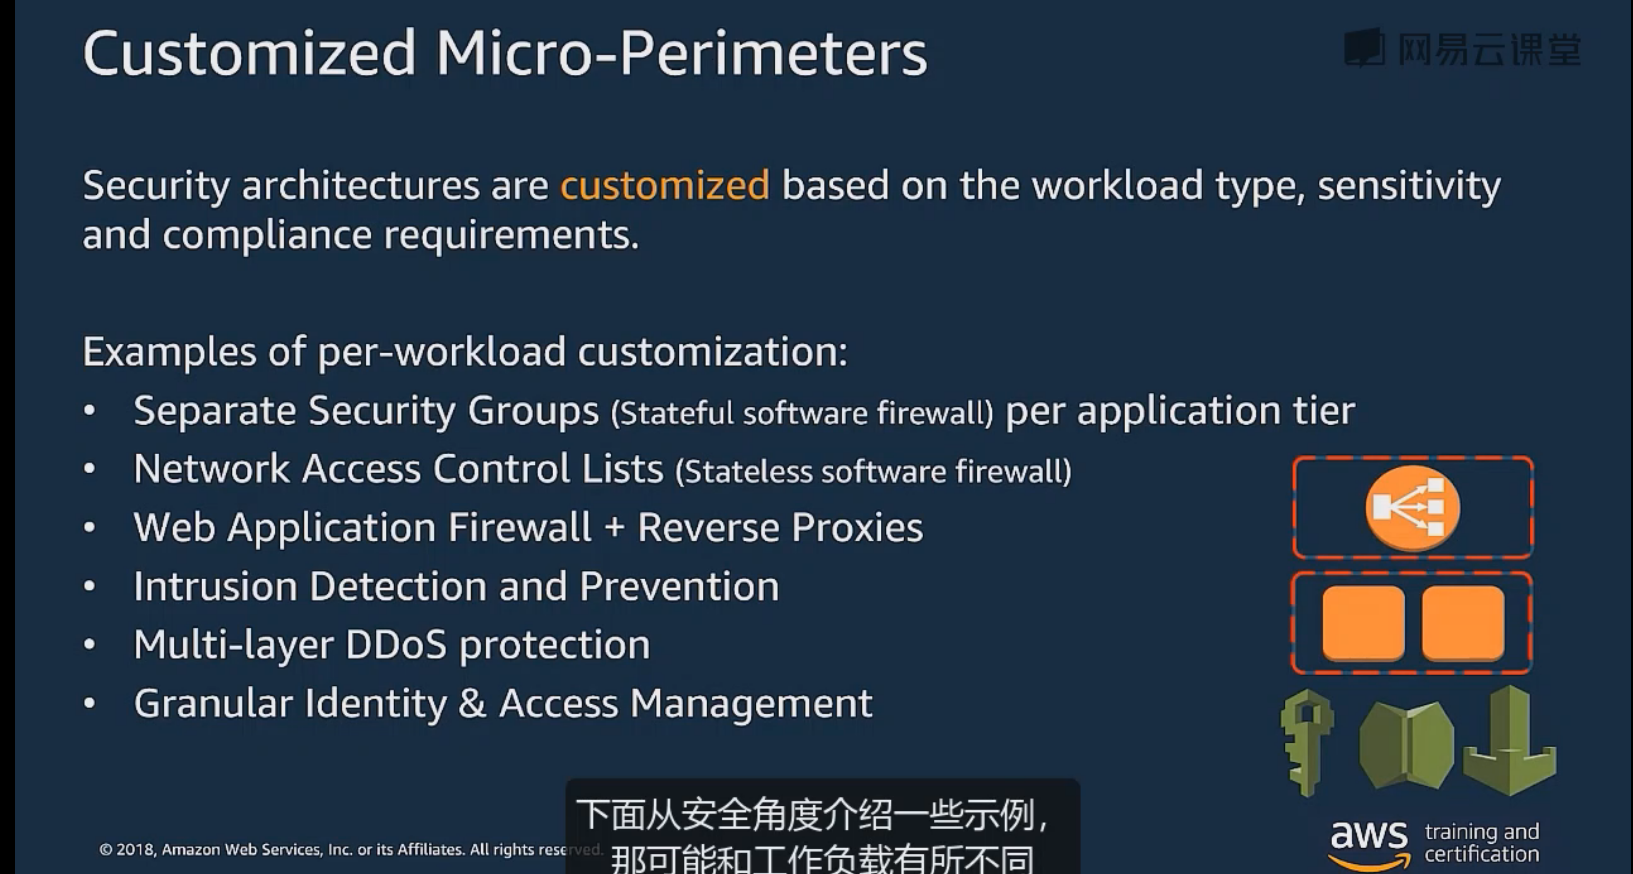 Customized Micro-Perimeters
网易云课堂
Security architectures are customized based on the workload type, sensitivity
and compliance requirements.
Examples of per-workload customization:
• Separate Security Groups (Stateful software firewall) per application tier
• Network Access Control Lists (Stateless software firewall)
• Web Application Firewall + Reverse Proxies
• Intrusion Detection and Prevention
• Multi-layer DDoS protection
• Granular Identity & Access Management
下面从安全角度介绍一些示例，
那可能和工作负载有所不同
© 2018, Amazon Web Services, Inc. or its Affiliates. All rights reserved.
aws training and
certification